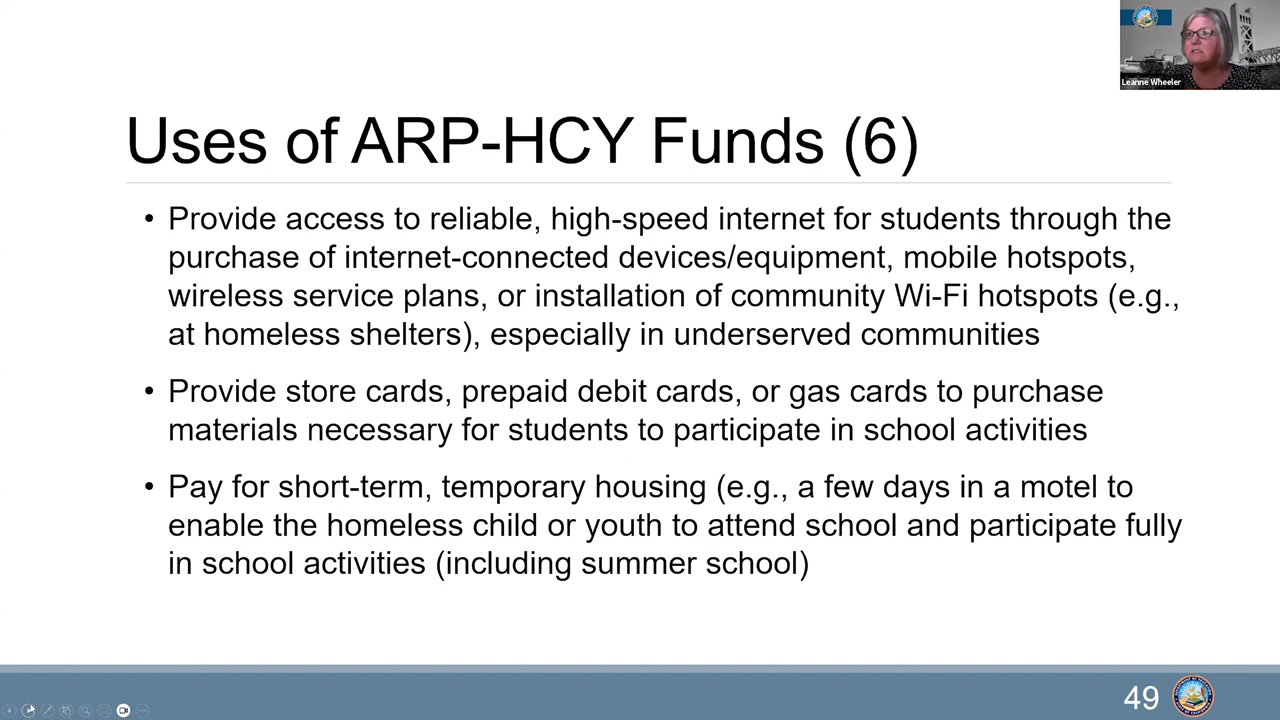 Leanne Wheeler
Uses of ARP-HCY Funds (6)
• Provide access to reliable, high-speed internet for students through the
purchase of internet-connected devices/equipment, mobile hotspots,
wireless service plans, or installation of community Wi-Fi hotspots (e.g.,
at homeless shelters), especially in underserved communities
• Provide store cards, prepaid debit cards, or gas cards to purchase
materials necessary for students to participate in school activities
• Pay for short-term, temporary housing (e.g., a few days in a motel to
enable the homeless child or youth to attend school and participate fully
in school activities (including summer school)
49